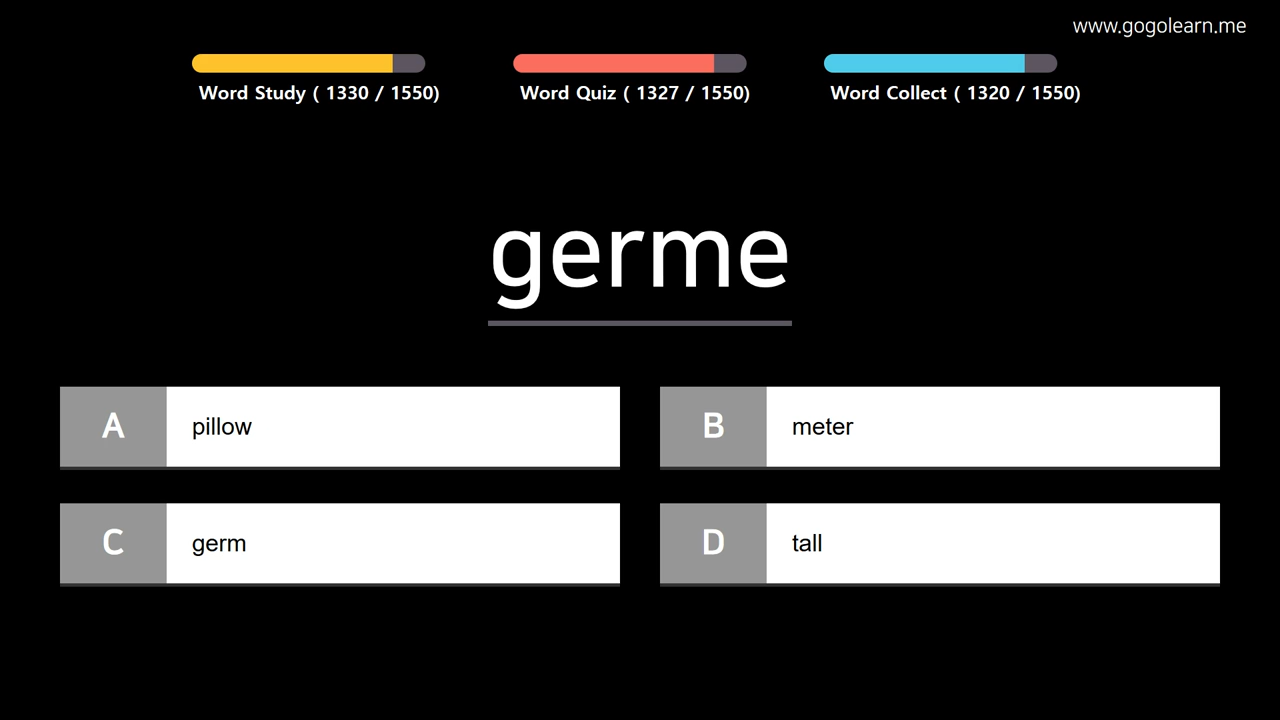 www.gogolearn.me
Word Study ( 1330 / 1550)
Word Quiz ( 1327 / 1550)
Word Collect ( 1320 / 1550)
germe
A pillow
B meter
C germ
D tall